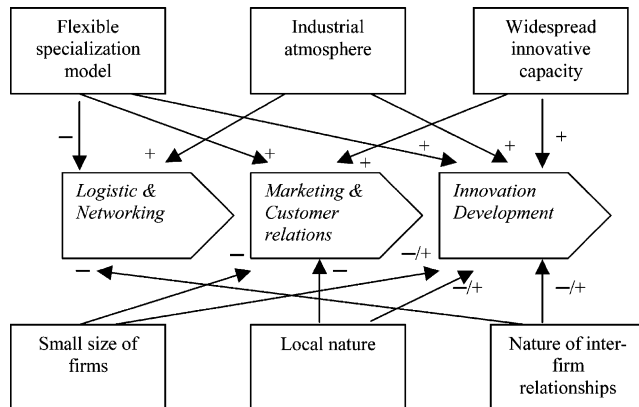 Flexible
specialization
model
Industrial
atmosphere
Widespread
innovative
capacity
−
+
+
+
+
+
+
Logistic &
Networking
Marketing &
Customer
relations
Innovation
Development
−
−
−
−/+
−/+
−/+
Small size of
firms
Local nature
Nature of inter-
firm
relationships